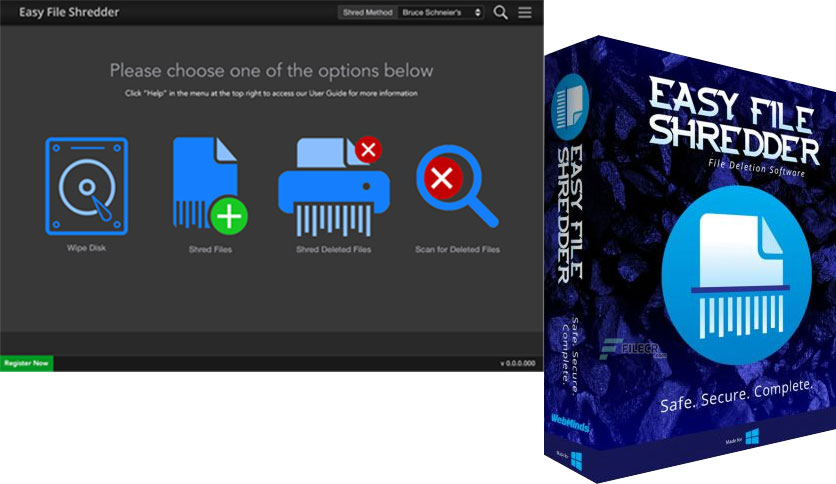 Easy File Shredder
Shred Method Bruce Schneier's
Please choose one of the options below
Click "Help" in the menu at the top right to access our User Guide for more information
Wipe Disk
Shred Files
Shred Deleted Files
Scan for Deleted Files
Register Now
v 0.0.0.000
EASY FILE SHREDDER
Safe. Secure.
Complete.
WebMinds
Made for
EASY FILE
SHREDDER
File Deletion Software
FILECR
.com
Safe. Secure. Complete.
Made for